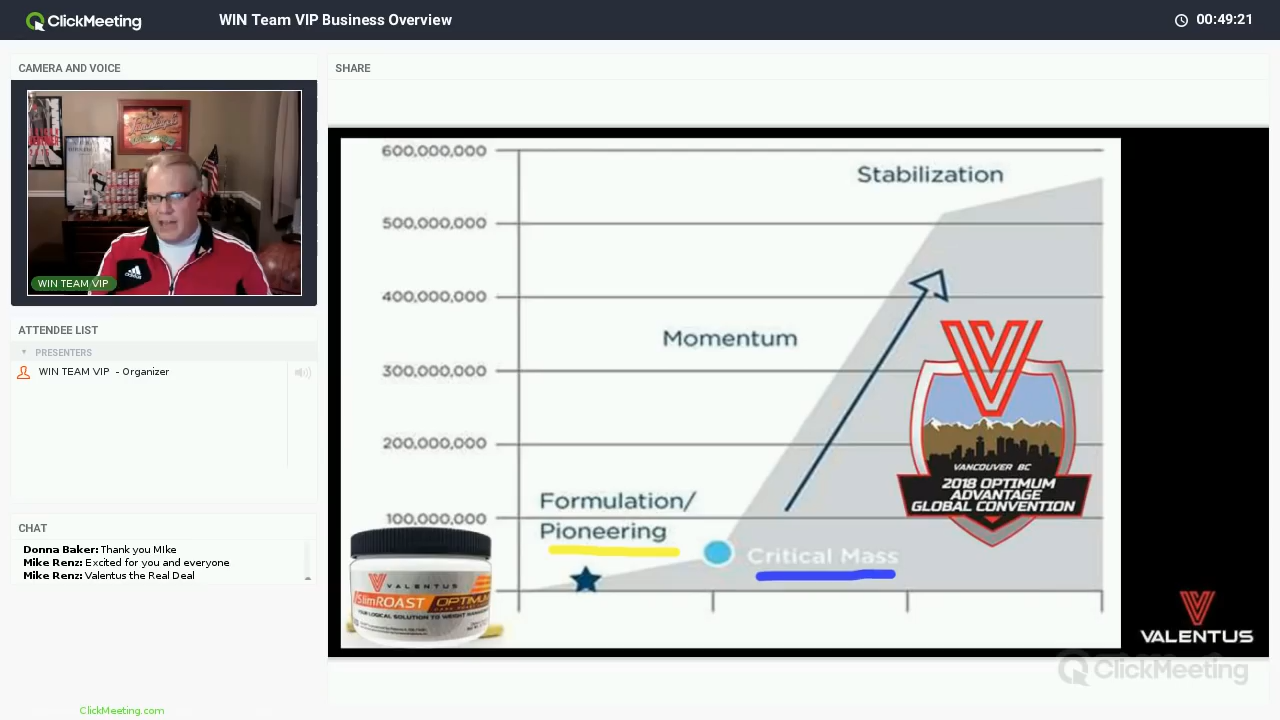 ClickMeeting
WIN Team VIP Business Overview
00:49:21
CAMERA AND VOICE
WIN TEAM VIP
ATTENDEE LIST
PRESENTERS
WIN TEAM VIP - Organizer
CHAT
Donna Baker: Thank you MIke
Mike Renz: Excited for you and everyone
Mike Renz: Valentus the Real Deal
ClickMeeting.com
SHARE
600,000,000
Stabilization
500,000,000
400,000,000
Momentum
300,000,000
200,000,000
VANCOUVER BC
2018 OPTIMUM
ADVANTAGE
GLOBAL CONVENTION
Formulation/
100,000,000
Pioneering
Critical Mass
VALENTUS
SlimROAST OPTIMUM
VALENTUS
ClickMeeting